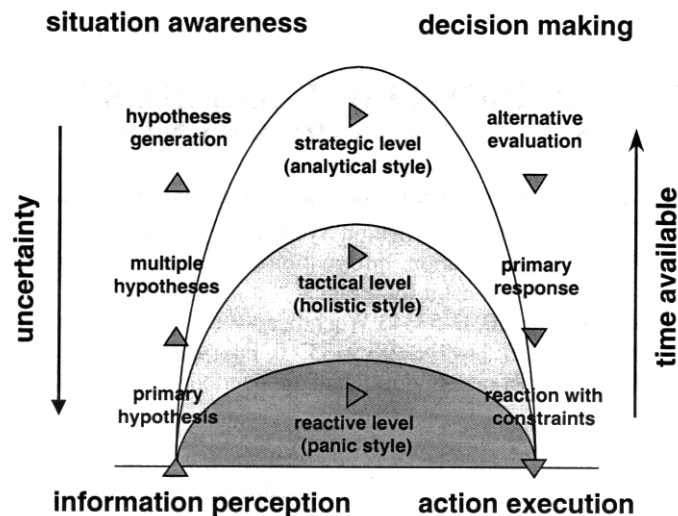 situation awareness
decision making
hypotheses
generation
strategic level
(analytical style)
alternative
evaluation
uncertainty
time available
multiple
hypotheses
tactical level
(holistic style)
primary
response
primary
hypothesis
reactive level
(panic style)
reaction with
constraints
information perception
action execution